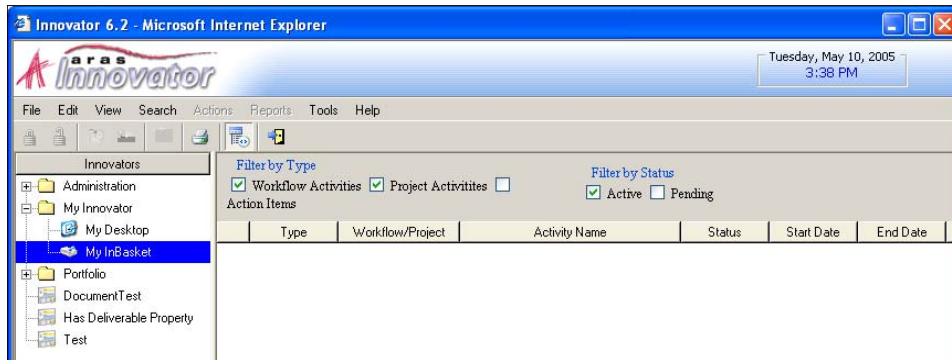 Innovator 6.2 - Microsoft Internet Explorer
aras
Innovator
Tuesday, May 10, 2005
3:38 PM
File Edit View Search Actions Reports Tools Help
Innovators
Administration
My Innovator
My Desktop
My InBasket
Portfolio
DocumentTest
Has Deliverable Property
Test
Filter by Type
Workflow Activities Project Activitites
Action Items
Filter by Status
Active Pending
Type Workflow/Project Activity Name Status Start Date End Date